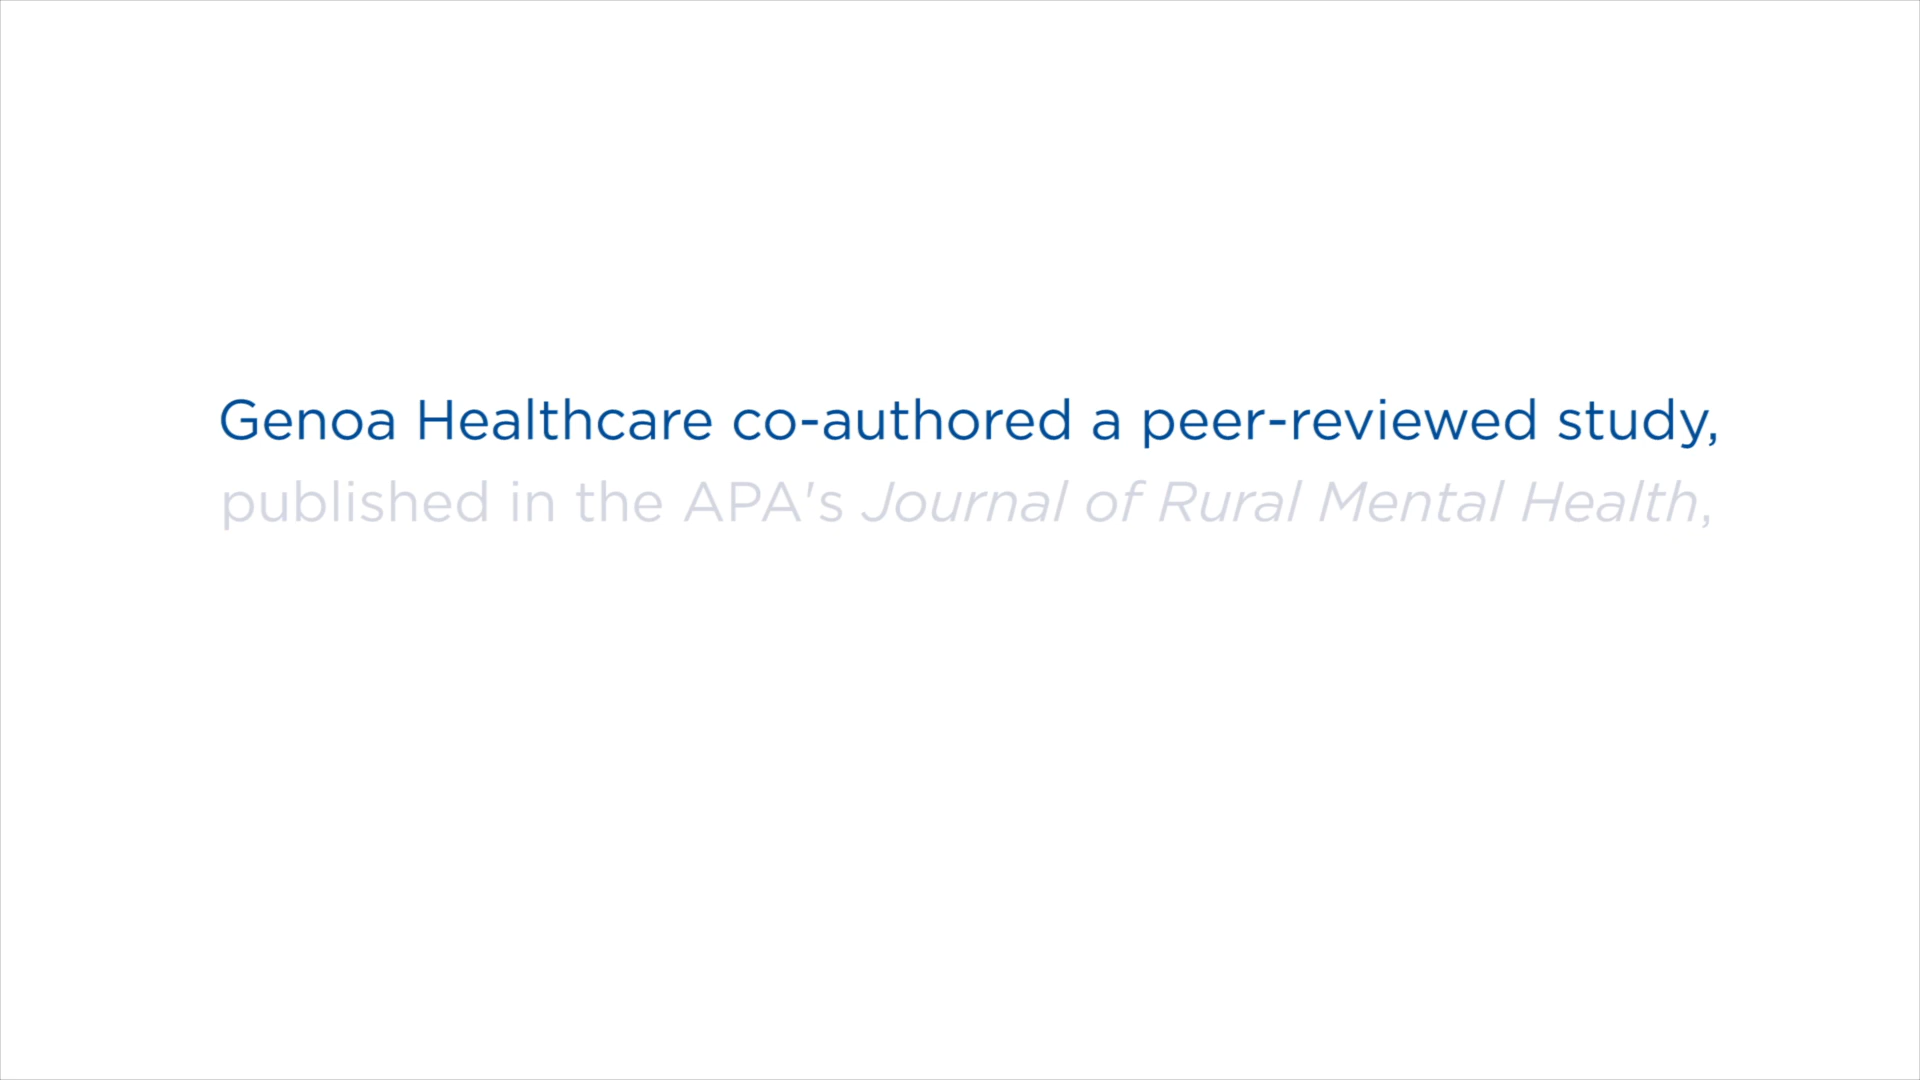 Genoa Healthcare co-authored a peer-reviewed study,
published in the APA's Journal of Rural Mental Health,